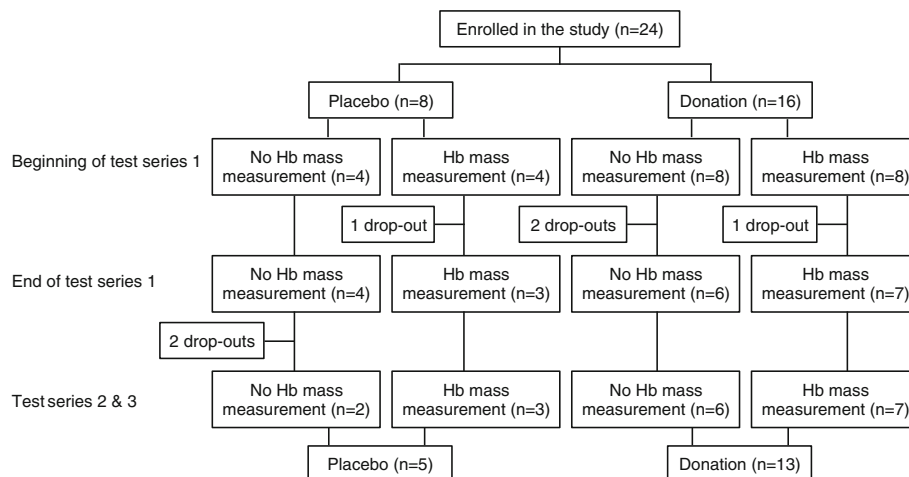 Enrolled in the study (n=24)
Placebo (n=8)
Donation (n=16)
Beginning of test series 1
No Hb mass
measurement (n=4)
Hb mass
measurement (n=4)
No Hb mass
measurement (n=8)
Hb mass
measurement (n=8)
1 drop-out
2 drop-outs
1 drop-out
End of test series 1
No Hb mass
measurement (n=4)
Hb mass
measurement (n=3)
No Hb mass
measurement (n=6)
Hb mass
measurement (n=7)
2 drop-outs
Test series 2 & 3
No Hb mass
measurement (n=2)
Hb mass
measurement (n=3)
No Hb mass
measurement (n=6)
Hb mass
measurement (n=7)
Placebo (n=5)
Donation (n=13)